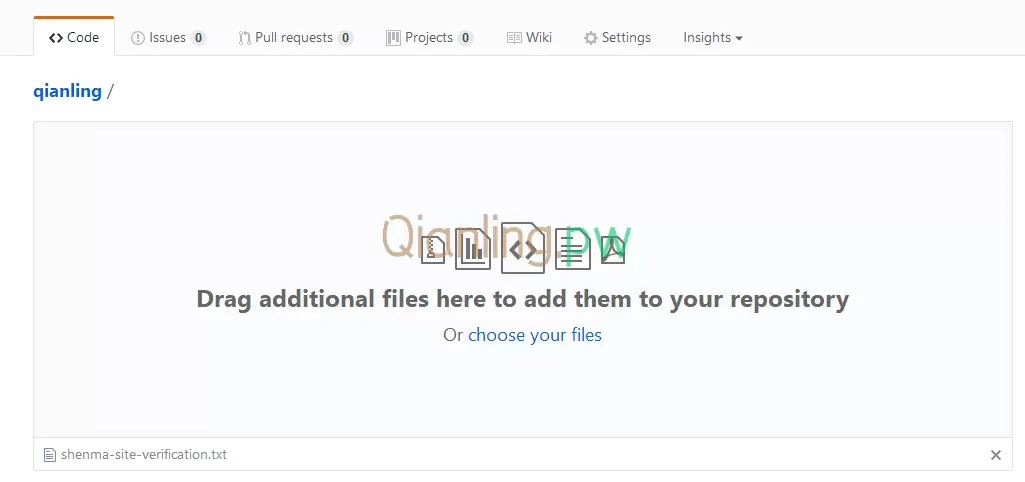 Code Issues 0 Pull requests 0 Projects 0 Wiki Settings Insights
qianling /
Qianling.pw
Drag additional files here to add them to your repository
Or choose your files
shenma-site-verification.txt